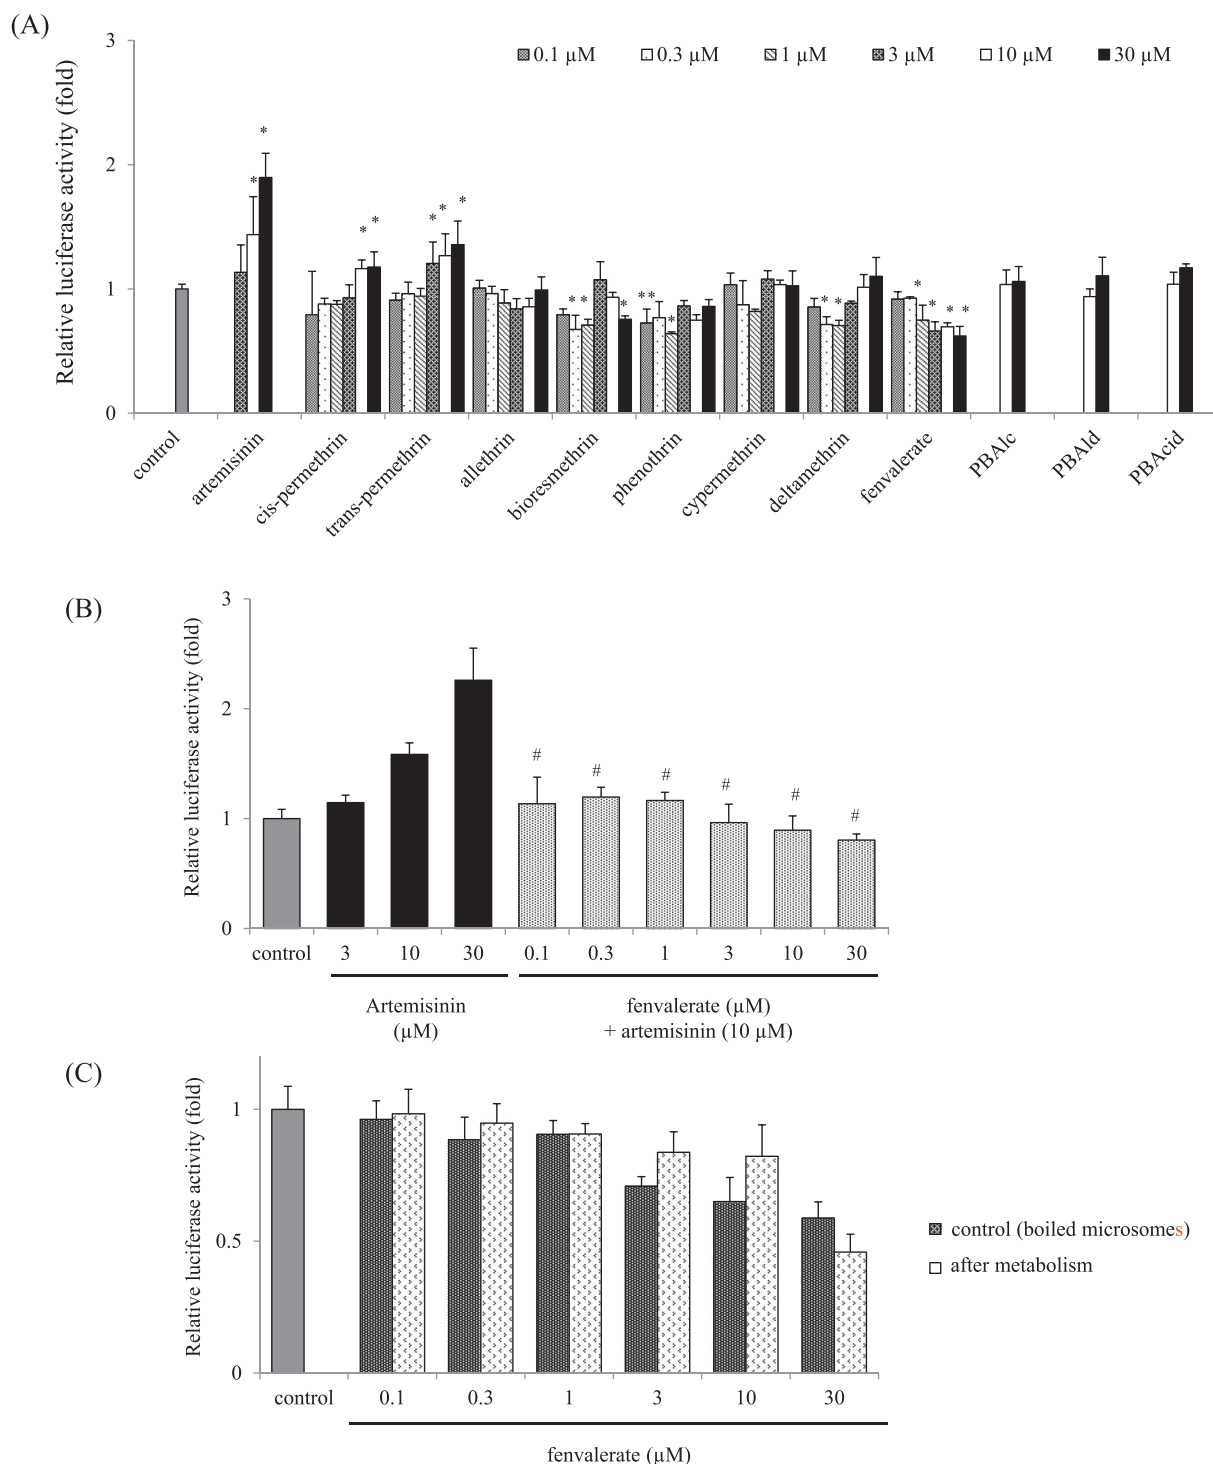 (A)
Relative luciferase activity (fold)
3
2
1
0
0.1 µM 0.3 µM 1 µM 3 µM 10 µM 30 µM
* * * * * * * * * * * * * * * * * * * * *
control artemisinin cis-permethrin trans-permethrin allethrin bioresmethrin phenothrin cypermethrin deltamethrin fenvalerate PBAlc PBAld PBAcid
(B)
Relative luciferase activity (fold)
3
2
1
0
# # # # # #
control 3 10 30 0.1 0.3 1 3 10 30
Artemisinin fenvalerate (µM)
(µM) + artemisinin (10 µM)
(C)
Relative luciferase activity (fold)
1
0.5
0
control (boiled microsomes)
after metabolism
control 0.1 0.3 1 3 10 30
fenvalerate (µM)